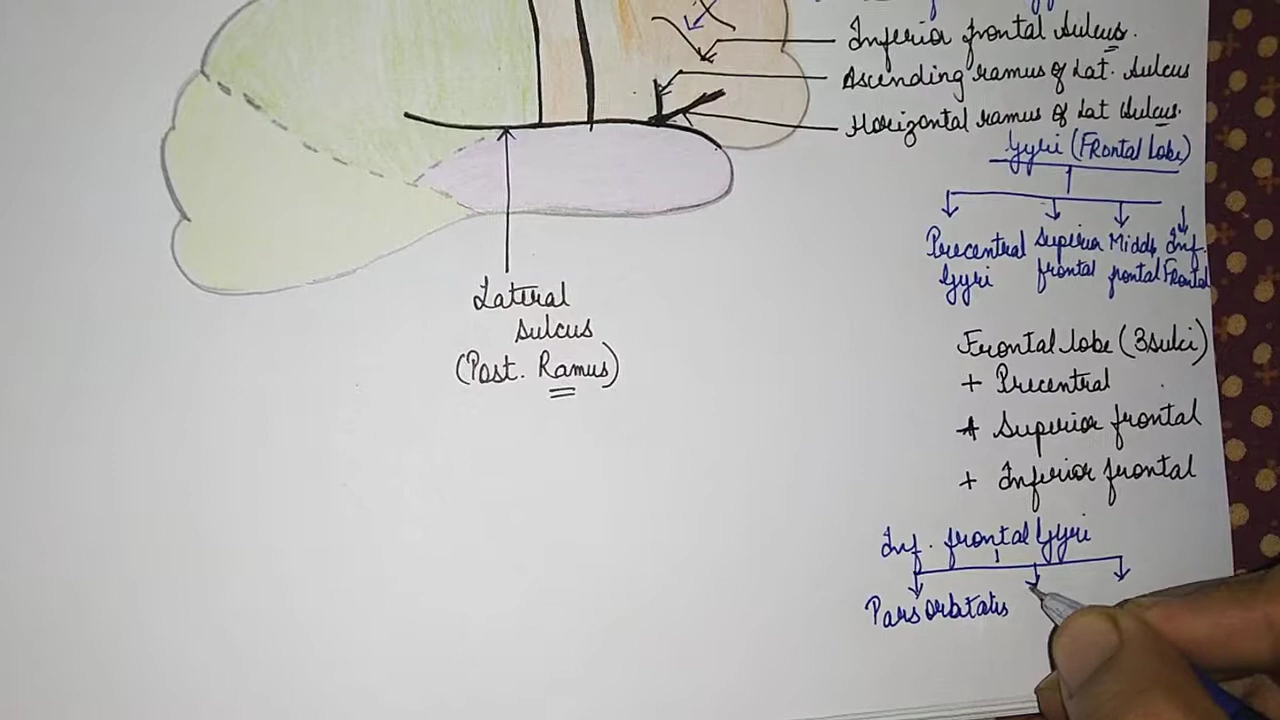 Inferior frontal sulcus.
Ascending ramus of Lat. sulcus
Horizontal ramus of Lat sulcus.
Gyri (Frontal Lobe)
Precentral Gyri
Superior frontal
Middle frontal
Inf. Frontal
Lateral
sulcus
(Post. Ramus)
Frontal lobe (3 sulci)
+ Precentral
+ Superior frontal
+ Inferior frontal
Inf. frontal Gyri
Pars orbitalis